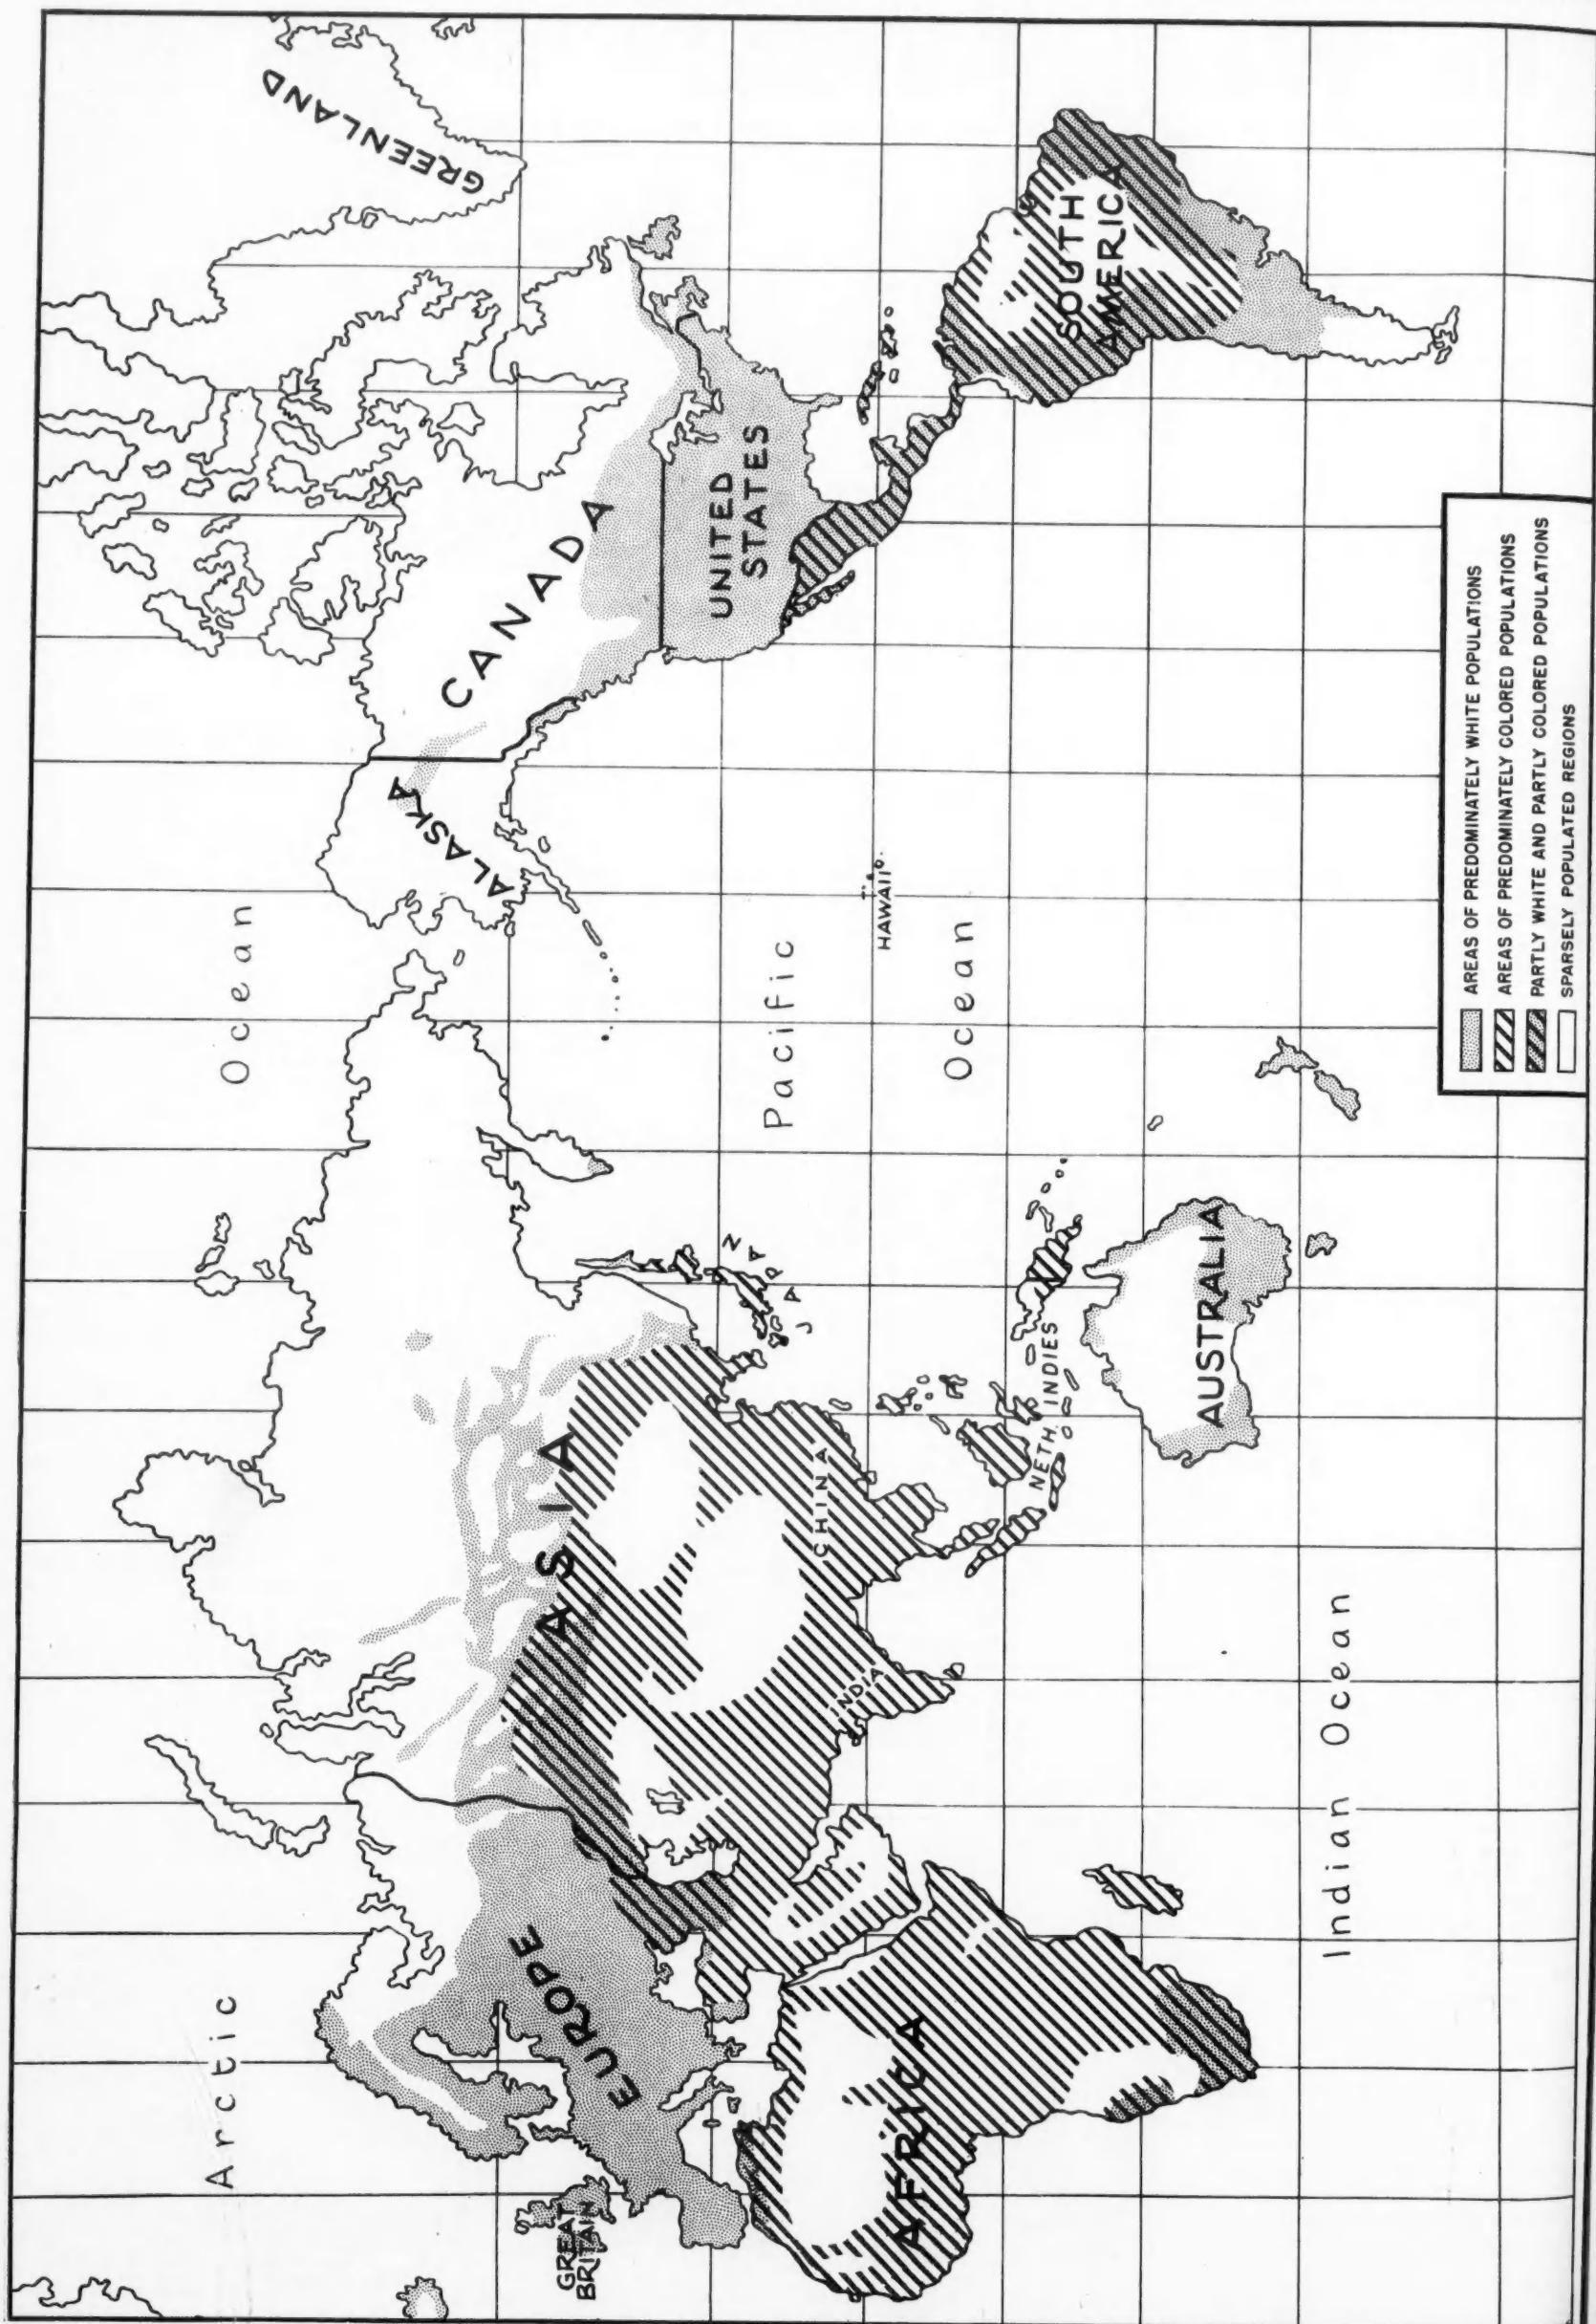 GREENLAND
CANADA
ALASKA
UNITED
STATES
SOUTH
AMERICA
HAWAII
Arctic
Ocean
Pacific
Ocean
EUROPE
GREAT
BRITAIN
ASIA
CHINA
INDIA
JAPAN
NETH. INDIES
AFRICA
AUSTRALIA
Indian Ocean
AREAS OF PREDOMINATELY WHITE POPULATIONS
AREAS OF PREDOMINATELY COLORED POPULATIONS
PARTLY WHITE AND PARTLY COLORED POPULATIONS
SPARSELY POPULATED REGIONS